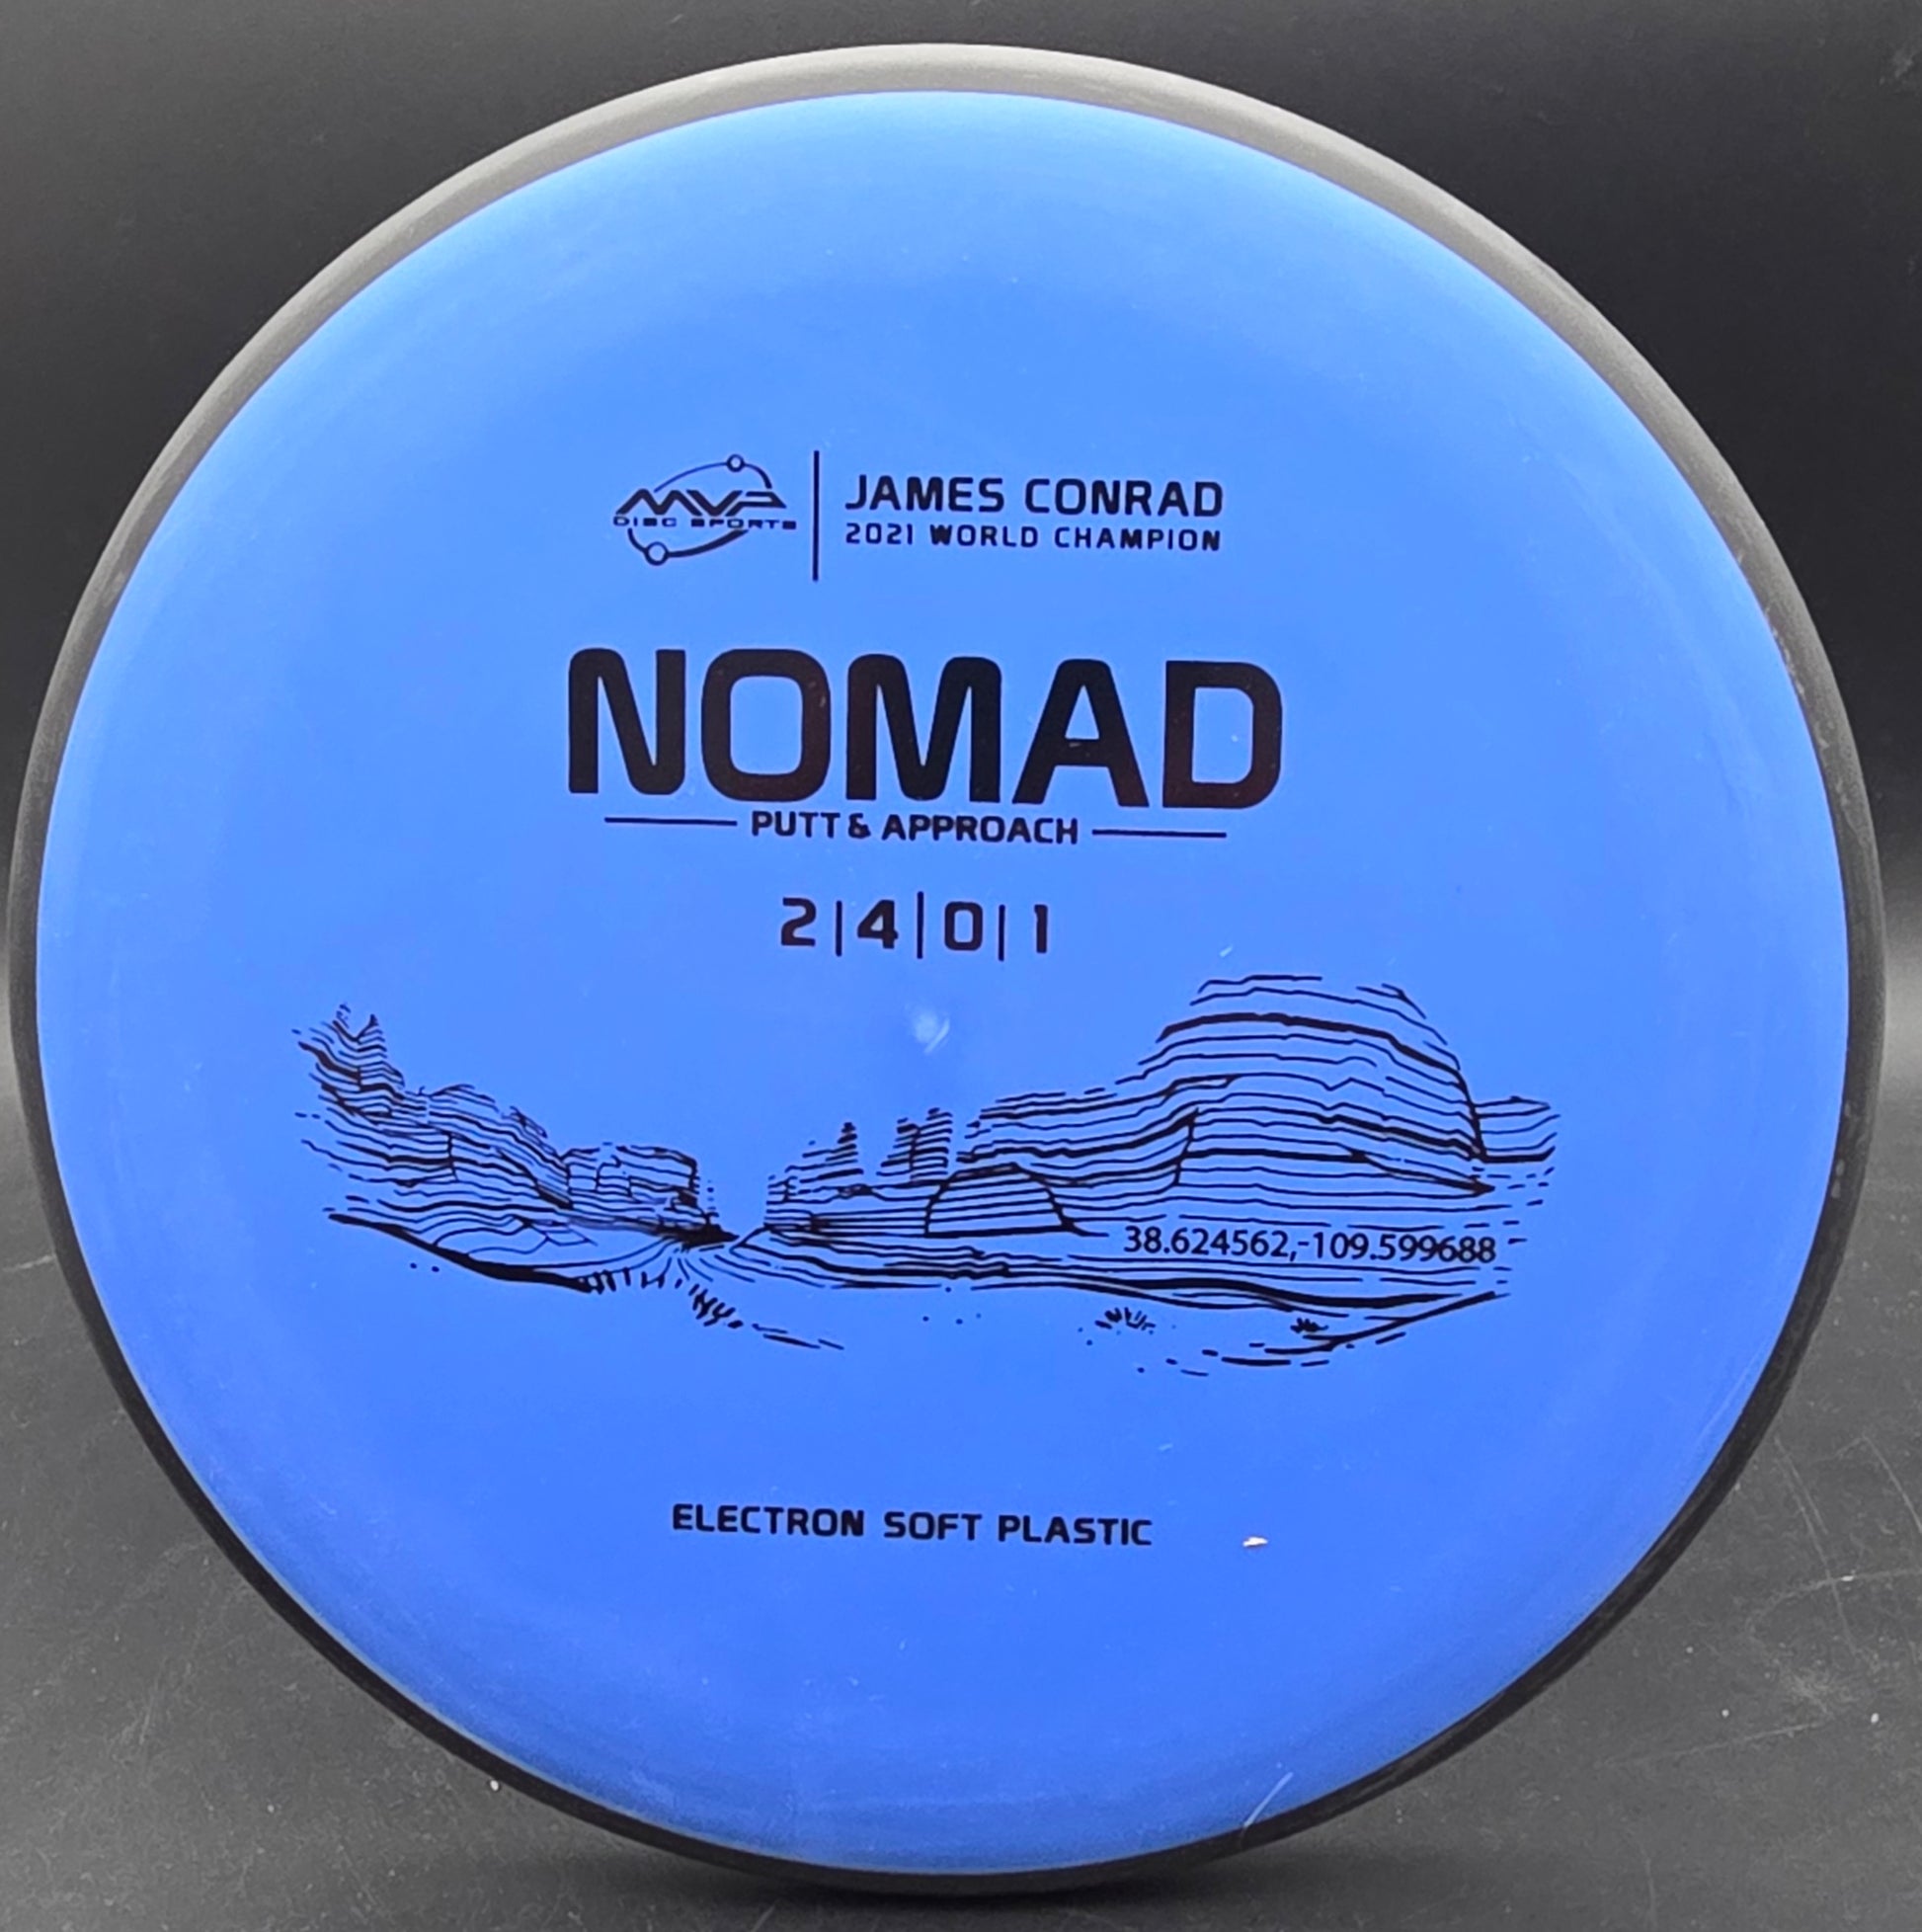 MVP
DISC SPORTS
JAMES CONRAD
2021 WORLD CHAMPION
NOMAD
PUTT & APPROACH
2|4|0|1
38.624562,-109.599688
ELECTRON SOFT PLASTIC